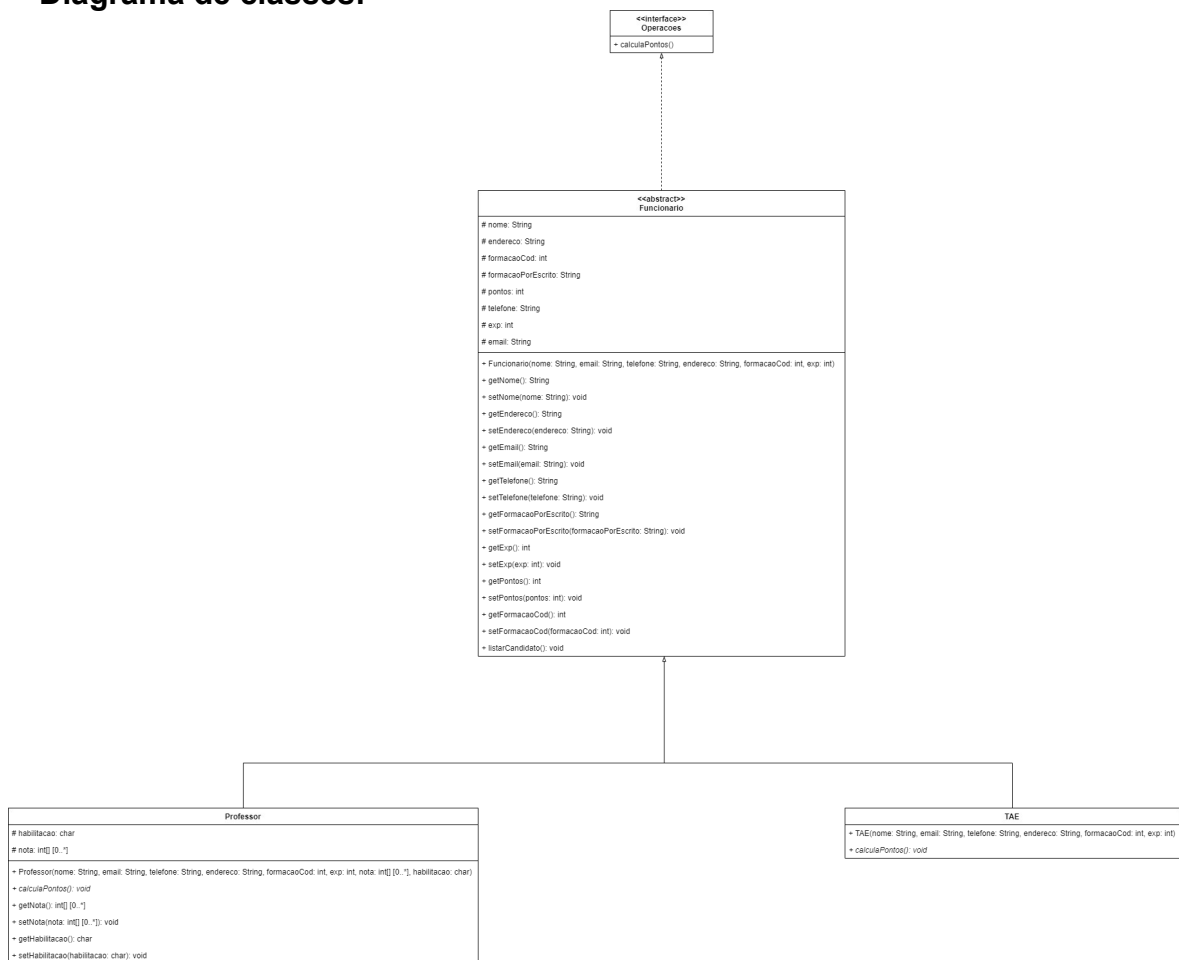 Diagrama de classes:
<<interface>>
Operacoes
+ calculaPontos()
<<abstract>>
Funcionario
# nome: String
# endereco: String
# formacaoCod: int
# formacaoPorEscrito: String
# pontos: int
# telefone: String
# exp: int
# email: String
+ Funcionario(nome: String, email: String, telefone: String, endereco: String, formacaoCod: int, exp: int)
+ getNome(): String
+ setNome(nome: String): void
+ getEndereco(): String
+ setEndereco(endereco: String): void
+ getEmail(): String
+ setEmail(email: String): void
+ getTelefone(): String
+ setTelefone(telefone: String): void
+ getFormacaoPorEscrito(): String
+ setFormacaoPorEscrito(formacaoPorEscrito: String): void
+ getExp(): int
+ setExp(exp: int): void
+ getPontos(): int
+ setPontos(pontos: int): void
+ getFormacaoCod(): int
+ setFormacaoCod(formacaoCod: int): void
+ listarCandidato(): void
Professor
# habilitacao: char
# nota: int[] [0..*]
+ Professor(nome: String, email: String, telefone: String, endereco: String, formacaoCod: int, exp: int, nota: int[] [0..*], habilitacao: char)
+ calculaPontos(): void
+ getNota(): int[] [0..*]
+ setNota(nota: int[] [0..*]): void
+ getHabilitacao(): char
+ setHabilitacao(habilitacao: char): void
TAE
+ TAE(nome: String, email: String, telefone: String, endereco: String, formacaoCod: int, exp: int)
+ calculaPontos(): void